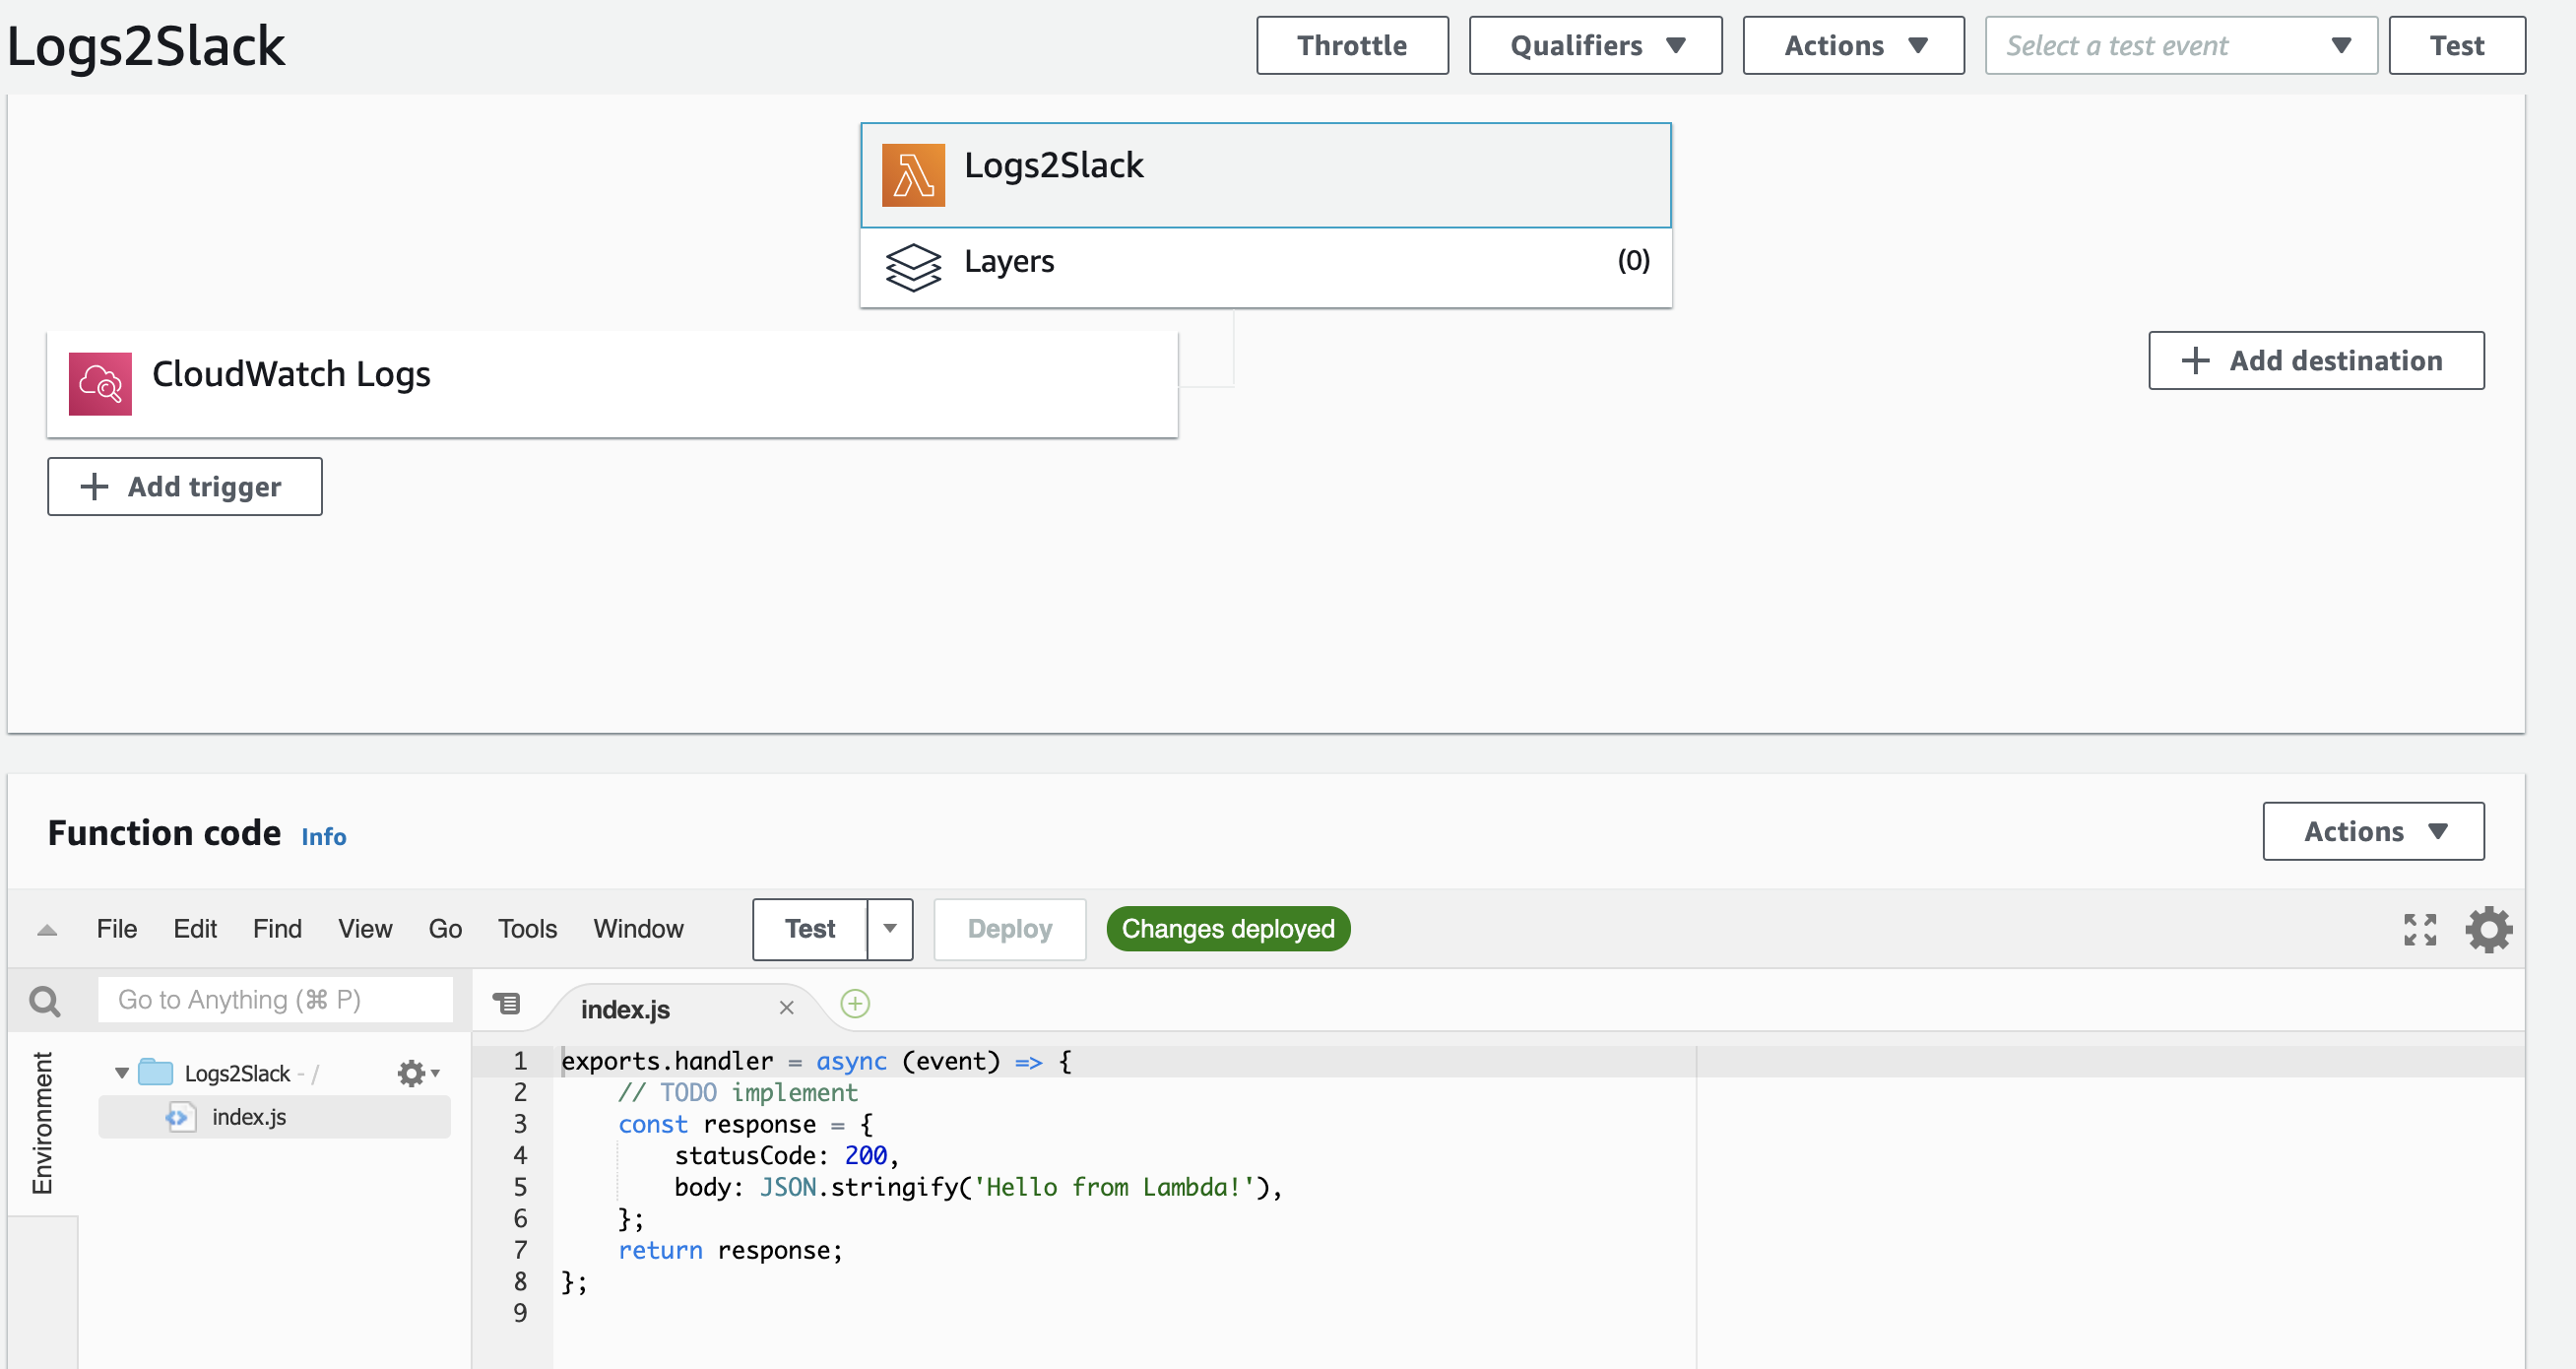 Logs2Slack
Throttle
Qualifiers
Actions
Select a test event
Test
Logs2Slack
Layers
(0)
CloudWatch Logs
Add destination
Add trigger
Function code Info
Actions
File Edit Find View Go Tools Window
Test
Deploy
Changes deployed
Go to Anything (⌘ P)
index.js
Environment
Logs2Slack - /
index.js
1 exports.handler = async (event) => {
2     // TODO implement
3     const response = {
4         statusCode: 200,
5         body: JSON.stringify('Hello from Lambda!'),
6     };
7     return response;
8 };
9